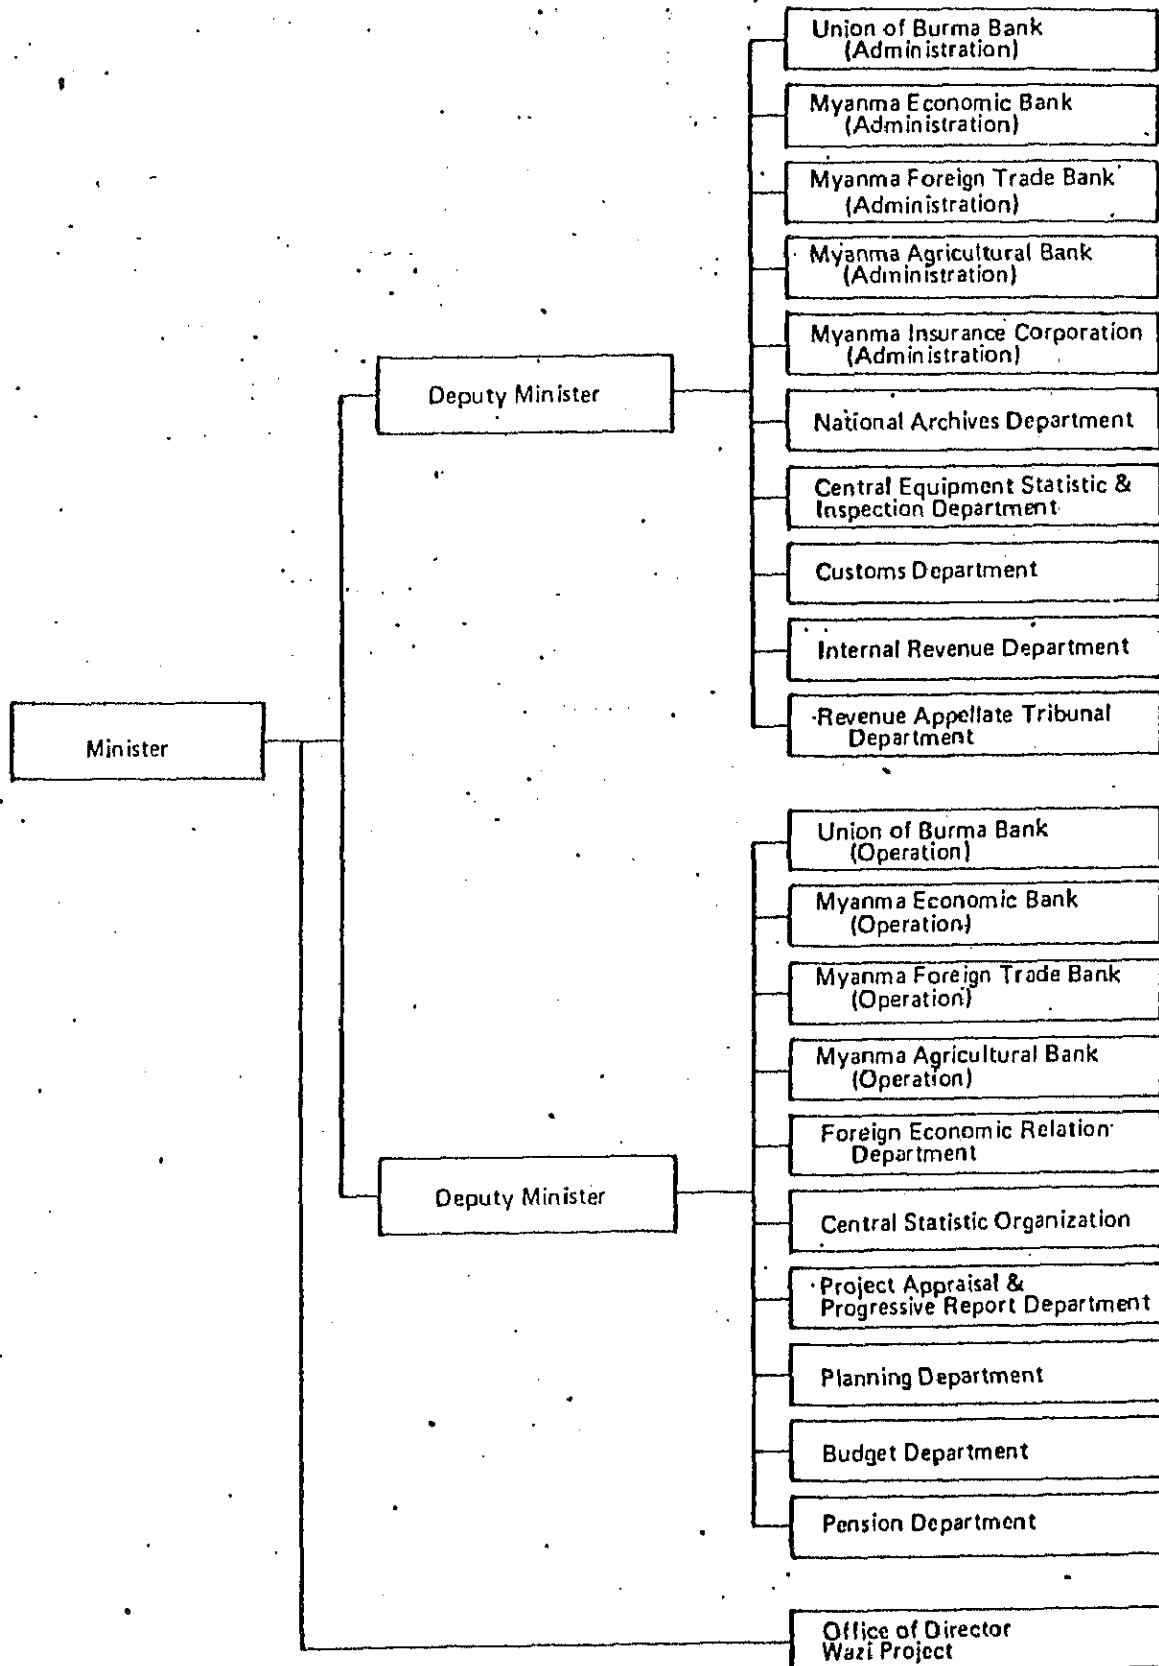 Union of Burma Bank
(Administration)
Myanma Economic Bank
(Administration)
Myanma Foreign Trade Bank
(Administration)
Myanma Agricultural Bank
(Administration)
Myanma Insurance Corporation
(Administration)
Deputy Minister
National Archives Department
Central Equipment Statistic &
Inspection Department
Customs Department
Internal Revenue Department
Revenue Appellate Tribunal
Department
Minister
Union of Burma Bank
(Operation)
Myanma Economic Bank
(Operation)
Myanma Foreign Trade Bank
(Operation)
Myanma Agricultural Bank
(Operation)
Foreign Economic Relation
Department
Deputy Minister
Central Statistic Organization
Project Appraisal &
Progressive Report Department
Planning Department
Budget Department
Pension Department
Office of Director
Wazi Project